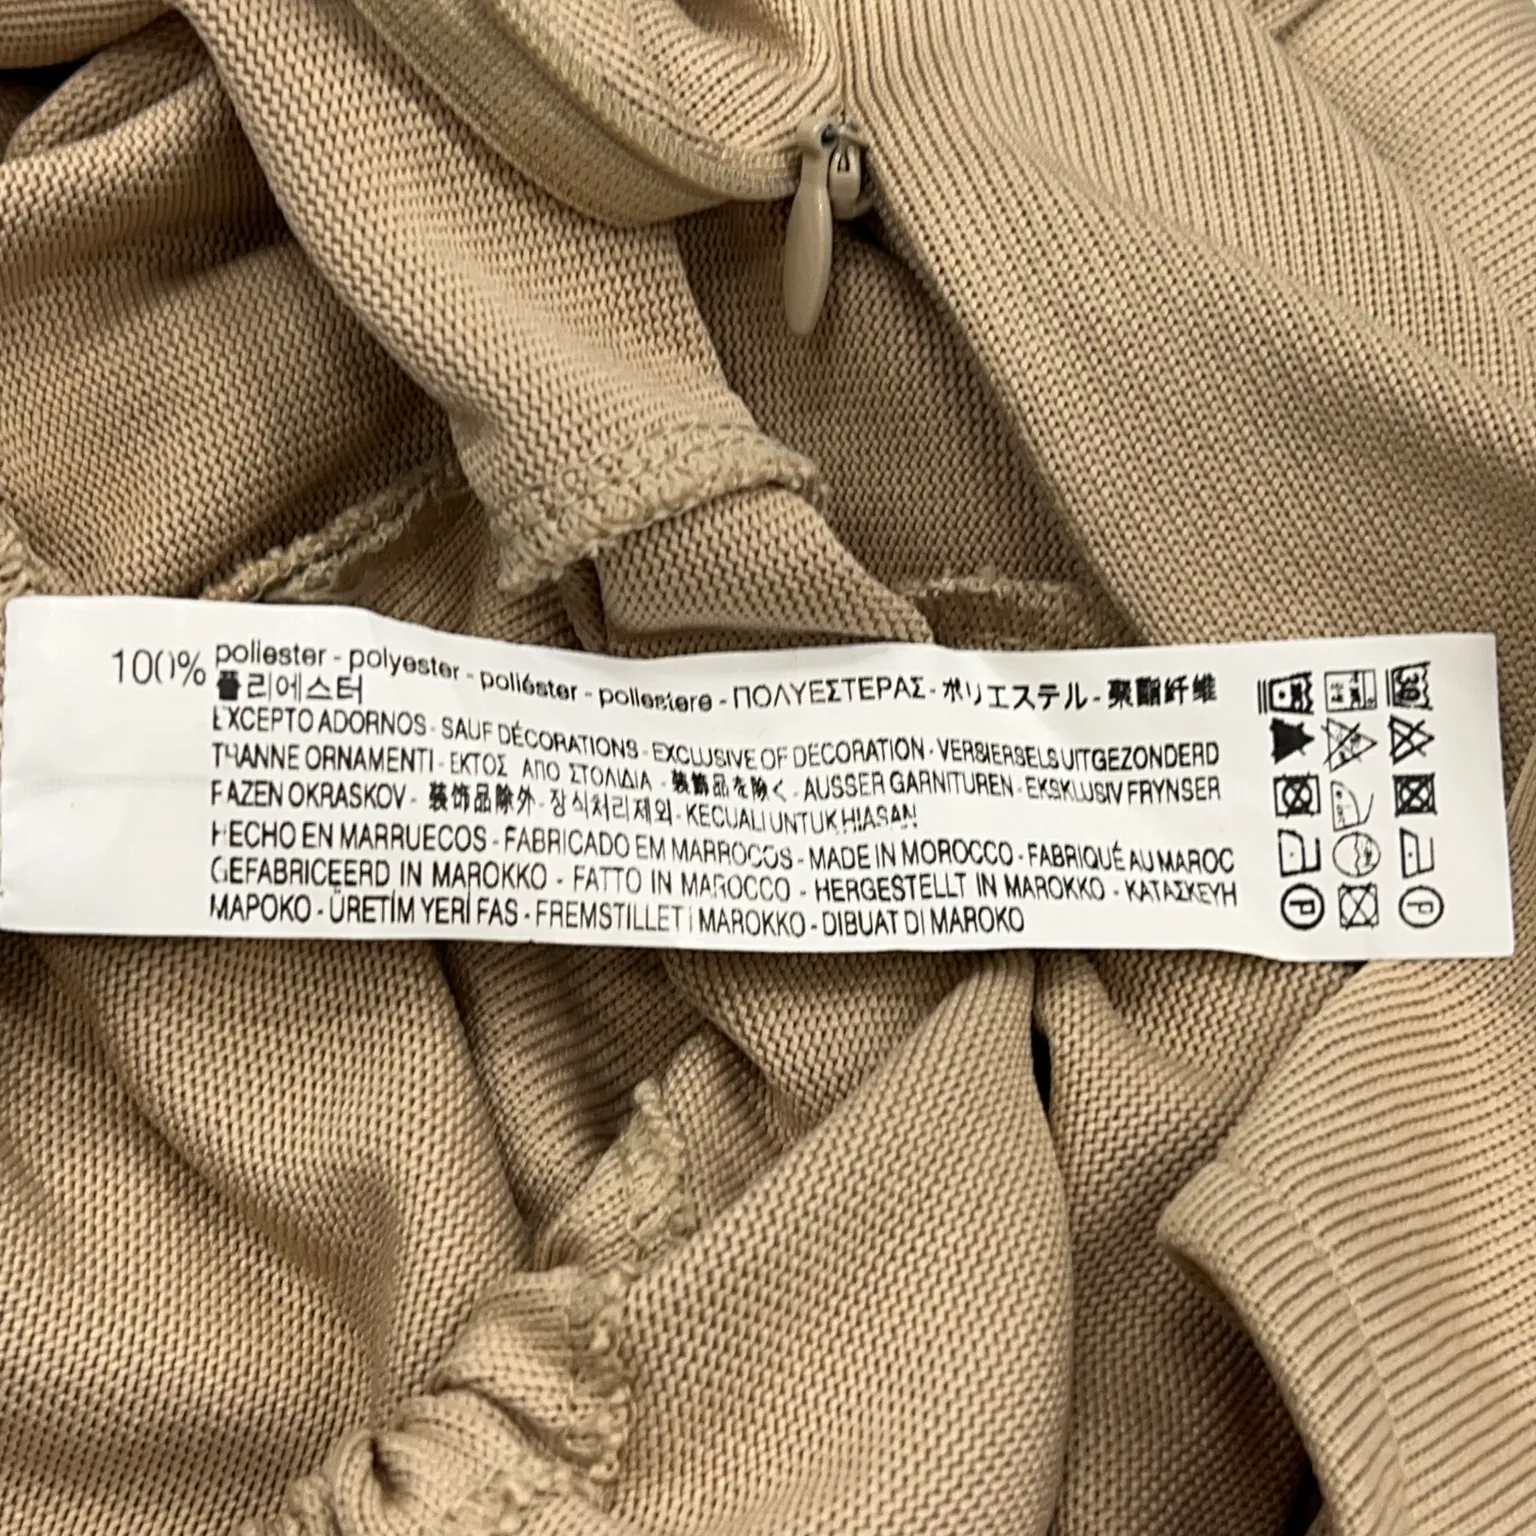 100% poliester - polyester - poliéster - poliestere - ΠΟΛΥΕΣΤΕΡΑΣ - ポリエステル - 聚酯纤维
폴리에스터
EXCEPTO ADORNOS - SAUF DÉCORATIONS - EXCLUSIVE OF DECORATION - VERSIERSELS UITGEZONDERD
TRANNE ORNAMENTI - ΕΚΤΟΣ ΑΠΟ ΣΤΟΛΙΔΙΑ - 装飾品を除く - AUSSER GARNITUREN - EKSKLUSIV FRYNSER
FAZEN OKRASKOV - 装饰品除外 - 장식처리제외 - KECUALI UNTUK HIASAN
HECHO EN MARRUECOS - FABRICADO EM MARROCOS - MADE IN MOROCCO - FABRIQUÉ AU MAROC
GEFABRICEERD IN MAROKKO - FATTO IN MAROCCO - HERGESTELLT IN MAROKKO - ΚΑΤΑΣΚΕΥΗ
ΜΑΡΟΚΟ - ÜRETİM YERİ FAS - FREMSTILLET I MAROKKO - DIBUAT DI MAROKO
30
P P